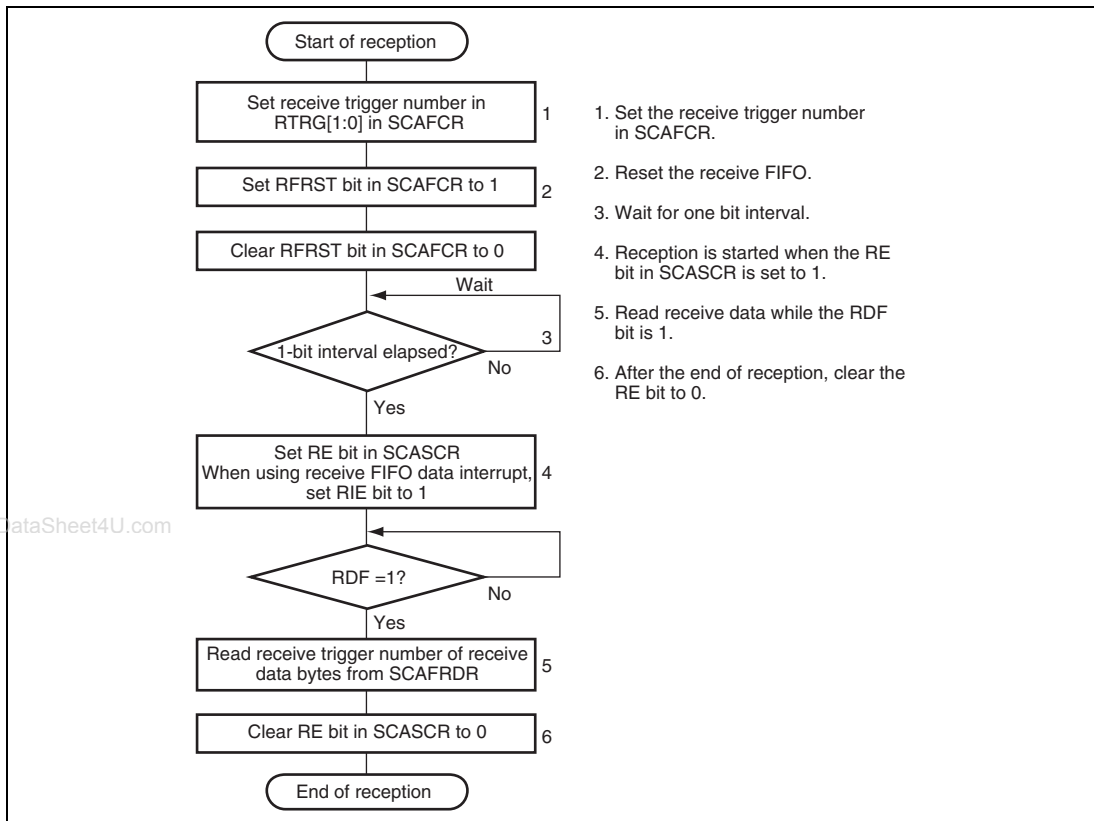 Start of reception
Set receive trigger number in
RTRG[1:0] in SCAFCR
1
Set RFRST bit in SCAFCR to 1
2
Clear RFRST bit in SCAFCR to 0
Wait
1-bit interval elapsed?
3
No
Yes
Set RE bit in SCASCR
When using receive FIFO data interrupt,
set RIE bit to 1
4
RDF =1?
No
Yes
Read receive trigger number of receive
data bytes from SCAFRDR
5
Clear RE bit in SCASCR to 0
6
End of reception
1. Set the receive trigger number
in SCAFCR.
2. Reset the receive FIFO.
3. Wait for one bit interval.
4. Reception is started when the RE
bit in SCASCR is set to 1.
5. Read receive data while the RDF
bit is 1.
6. After the end of reception, clear the
RE bit to 0.
DataSheet4U.com